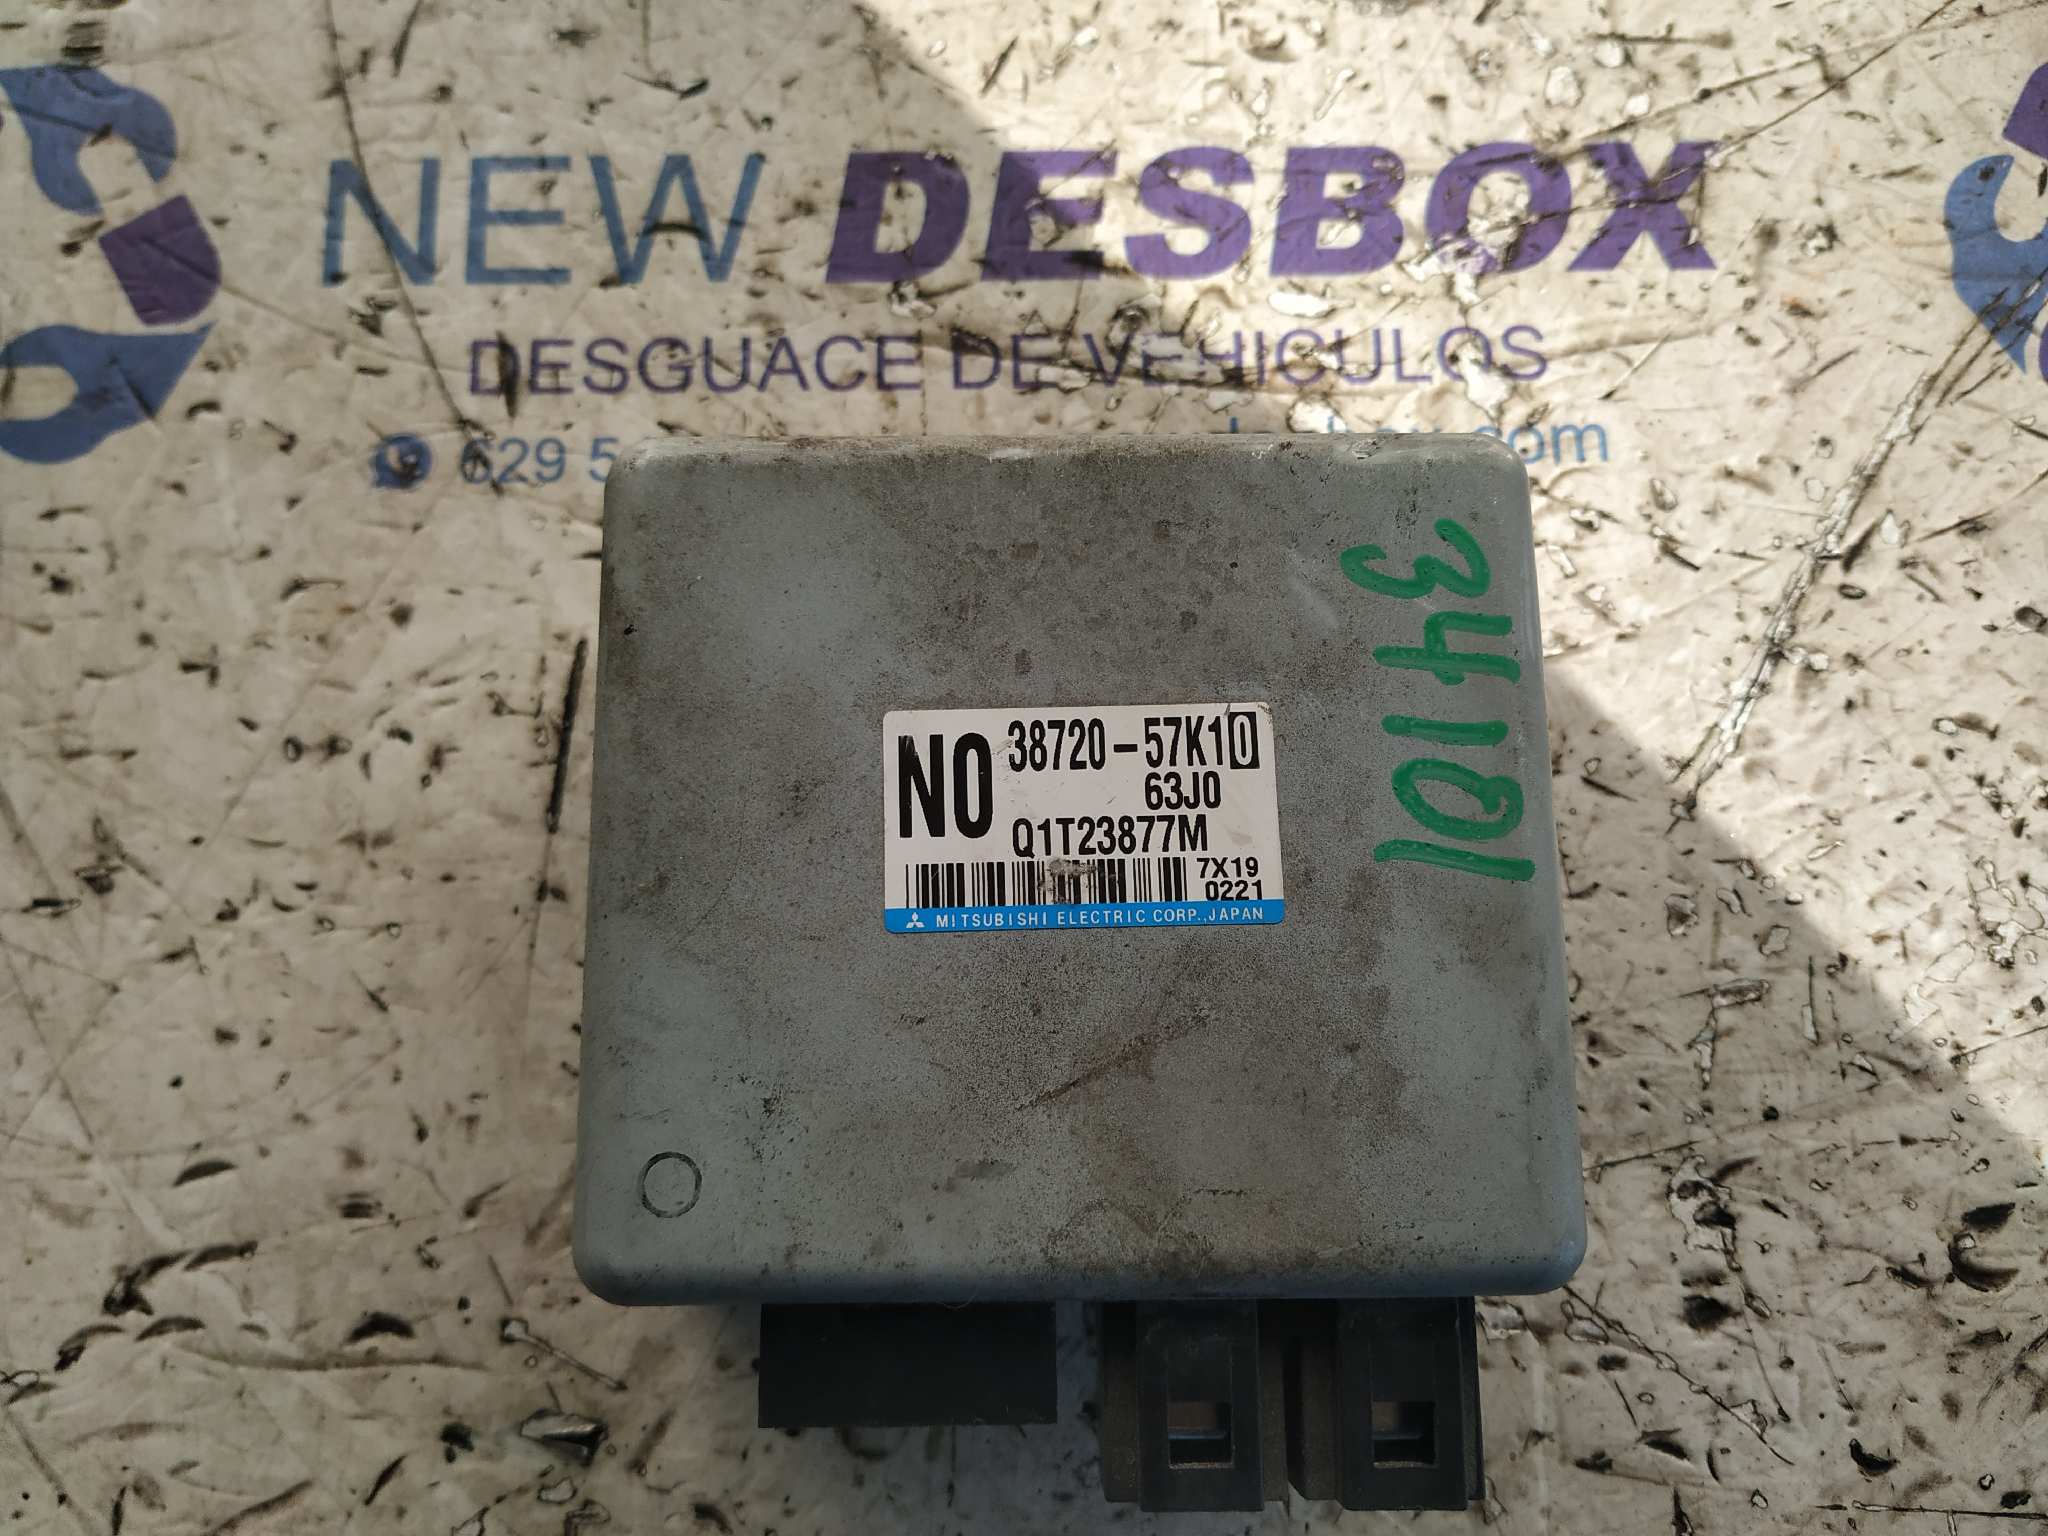 NEW DESBOX
DESGUACE DE VEHICULOS
629 5
.com
34101
NO 38720-57K10
63J0
Q1T23877M
7X19
0221
MITSUBISHI ELECTRIC CORP., JAPAN